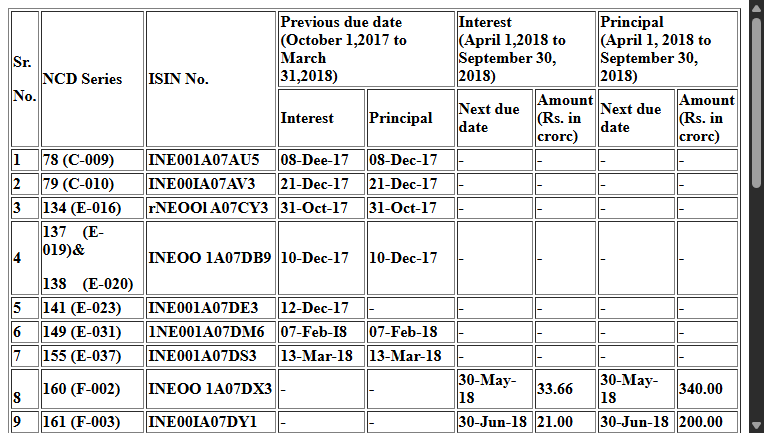 Sr. No. NCD Series ISIN No. Previous due date (October 1,2017 to March 31,2018) Interest (April 1,2018 to September 30, 2018) Principal (April 1, 2018 to September 30, 2018)
Interest Principal Next due date Amount (Rs. in crorc) Next due date Amount (Rs. in crorc)
1 78 (C-009) INE001A07AU5 08-Dee-17 08-Dec-17 - - - -
2 79 (C-010) INE00IA07AV3 21-Dec-17 21-Dec-17 - - - -
3 134 (E-016) rNEOOl A07CY3 31-Oct-17 31-Oct-17 - - - -
4 137 (E-019)& 138 (E-020) INEOO 1A07DB9 10-Dec-17 10-Dec-17 - - - -
5 141 (E-023) INE001A07DE3 12-Dec-17 - - - - -
6 149 (E-031) 1NE001A07DM6 07-Feb-I8 07-Feb-18 - - - -
7 155 (E-037) INE001A07DS3 13-Mar-18 13-Mar-18 - - - -
8 160 (F-002) INEOO 1A07DX3 - - 30-May-18 33.66 30-May-18 340.00
9 161 (F-003) INE00IA07DY1 - - 30-Jun-18 21.00 30-Jun-18 200.00